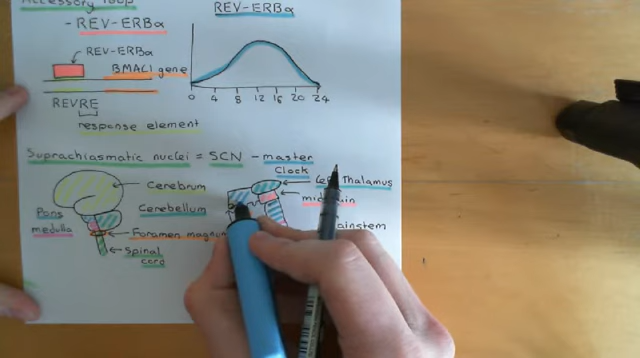 Accessory loop
- REV-ERBα
REV-ERBα
BMAL1 gene
REVRE
response element
REV-ERBα
0 4 8 12 16 20 24
Suprachiasmatic nuclei = SCN - master
Clock
Cerebrum
Pons
Cerebellum
medulla
Foramen magnum
Spinal
cord
Thalamus